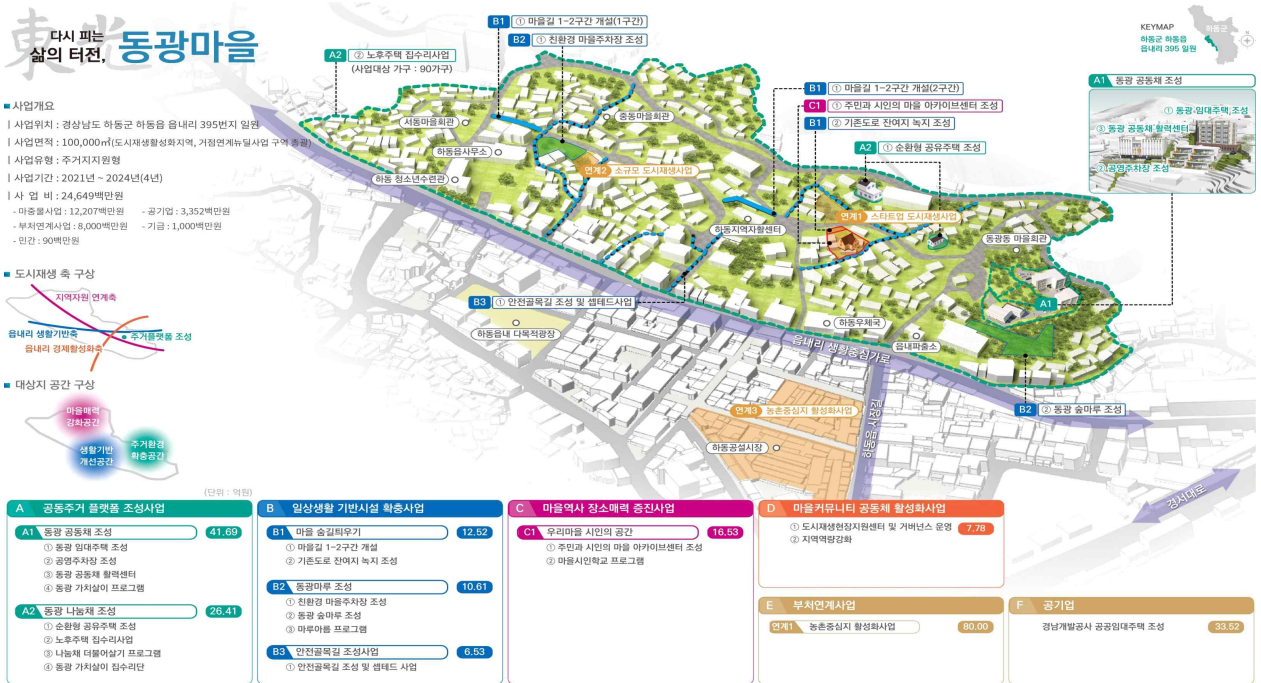 東光
다시 피는
삶의 터전, 동광마을
사업개요
| 사업위치 : 경상남도 하동군 하동읍 읍내리 395번지 일원
| 사업면적 : 100,000㎡(도시재생활성화지역, 거점연계뉴딜사업 구역 총괄)
| 사업유형 : 주거지지원형
| 사업기간 : 2021년 ~ 2024년(4년)
| 사 업 비 : 24,649백만원
- 마중물사업 : 12,207백만원 - 공기업 : 3,352백만원
- 부처연계사업 : 8,000백만원 - 기금 : 1,000백만원
- 민간 : 90백만원
도시재생 축 구상
지역자원 연계축
읍내리 생활기반축
주거플랫폼 조성
읍내리 경제활성화축
대상지 공간 구상
마을매력
강화공간
생활기반
개선공간
주거환경
확충공간
B1 ① 마을길 1-2구간 개설(1구간)
B2 ① 친환경 마을주차장 조성
A2 ② 노후주택 집수리사업
(사업대상 가구 : 90가구)
B1 ① 마을길 1-2구간 개설(2구간)
C1 ① 주민과 시인의 마을 아카이브센터 조성
B1 ② 기존도로 잔여지 녹지 조성
A2 ① 순환형 공유주택 조성
KEYMAP
하동군 하동읍
읍내리 395 일원
하동군
N
A1 동광 공동채 조성
① 동광 임대주택 조성
③ 동광 공동채 활력센터
② 공영주차장 조성
서동마을회관
중동마을회관
하동읍사무소
하동 청소년수련관
연계2 소규모 도시재생사업
하동지역자활센터
연계1 스타트업 도시재생사업
동광동 마을회관
A1
B3 ① 안전골목길 조성 및 셉테드사업
하동읍내 다목적광장
하동우체국
읍내파출소
읍내리 생활중심가로
B2 ② 동광 숲마루 조성
연계3 농촌중심지 활성화사업
하동공설시장
하동읍 시장길
경서대로
(단위 : 억원)
A 공동주거 플랫폼 조성사업
A1 동광 공동채 조성 41.69
① 동광 임대주택 조성
② 공영주차장 조성
③ 동광 공동채 활력센터
④ 동광 가치살이 프로그램
A2 동광 나눔채 조성 26.41
① 순환형 공유주택 조성
② 노후주택 집수리사업
③ 나눔채 더불어살기 프로그램
④ 동광 가치살이 집수리단
B 일상생활 기반시설 확충사업
B1 마을 숨길틔우기 12.52
① 마을길 1-2구간 개설
② 기존도로 잔여지 녹지 조성
B2 동광마루 조성 10.61
① 친환경 마을주차장 조성
② 동광 숲마루 조성
③ 마루아름 프로그램
B3 안전골목길 조성사업 6.53
① 안전골목길 조성 및 셉테드 사업
C 마을역사 장소매력 증진사업
C1 우리마을 시인의 공간 16.53
① 주민과 시인의 마을 아카이브센터 조성
② 마을시인학교 프로그램
D 마을커뮤니티 공동체 활성화사업
① 도시재생현장지원센터 및 거버넌스 운영 7.78
② 지역역량강화
E 부처연계사업
연계1 농촌중심지 활성화사업 80.00
F 공기업
경남개발공사 공공임대주택 조성 33.52